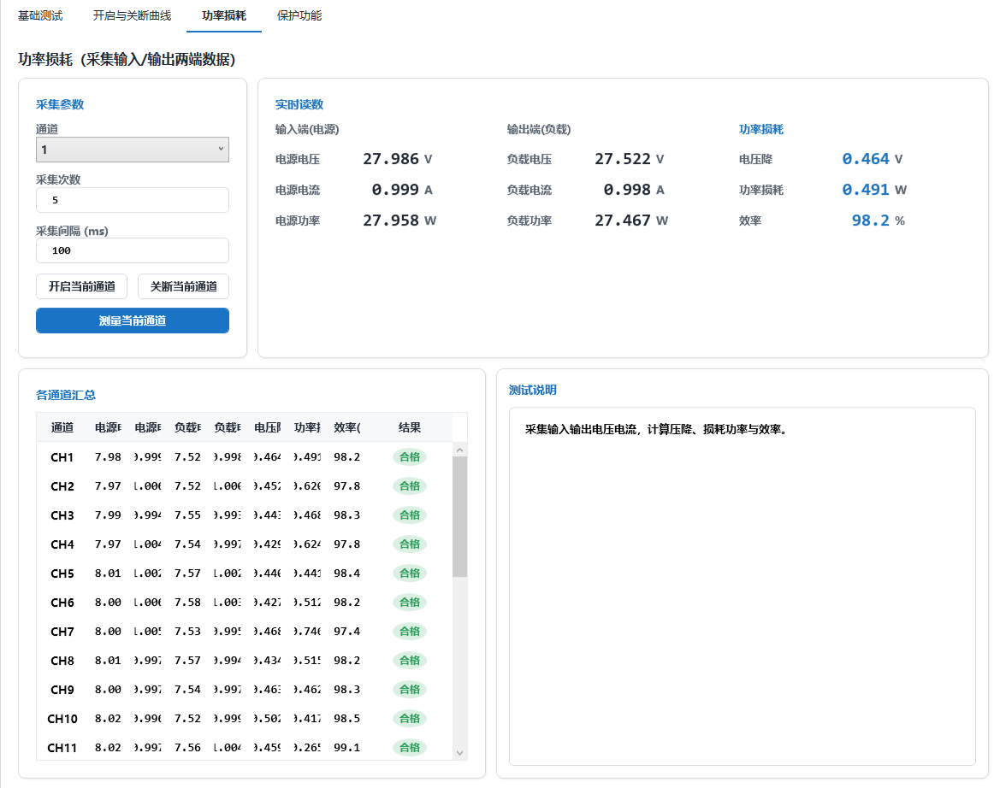 基础测试 开启与关断曲线 功率损耗 保护功能
功率损耗（采集输入/输出两端数据）
采集参数
通道
1
采集次数
5
采集间隔 (ms)
100
开启当前通道 关断当前通道
测量当前通道
实时读数
输入端(电源) 输出端(负载) 功率损耗
电源电压 27.986 V 负载电压 27.522 V 电压降 0.464 V
电源电流 0.999 A 负载电流 0.998 A 功率损耗 0.491 W
电源功率 27.958 W 负载功率 27.467 W 效率 98.2 %
各通道汇总
通道 电源 电源 负载 负载 电压 功率 效率( 结果
CH1 7.98 .999 7.52 .998 .464 .491 98.2 合格
CH2 7.97 .006 7.52 .006 .452 .626 97.8 合格
CH3 7.99 .994 7.55 .993 .443 .468 98.3 合格
CH4 7.97 .004 7.54 .997 .429 .624 97.8 合格
CH5 8.01 .002 7.57 .002 .446 .441 98.4 合格
CH6 8.00 .006 7.58 .003 .427 .512 98.2 合格
CH7 8.00 .005 7.53 .995 .468 .746 97.4 合格
CH8 8.01 .997 7.57 .994 .434 .515 98.2 合格
CH9 8.00 .997 7.54 .997 .463 .462 98.3 合格
CH10 8.02 .996 7.52 .999 .502 .417 98.5 合格
CH11 8.02 .997 7.56 .004 .459 .265 99.1 合格
测试说明
采集输入输出电压电流，计算压降、损耗功率与效率。